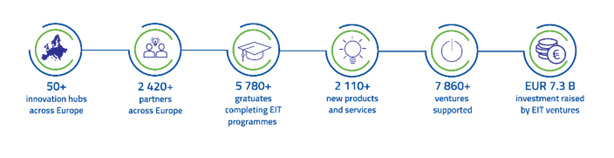 50+
innovation hubs
across Europe
2 420+
partners
across Europe
5 780+
gratuates
completing EIT
programmes
2 110+
new products
and services
7 860+
ventures
supported
EUR 7.3 B
investment raised
by EIT ventures